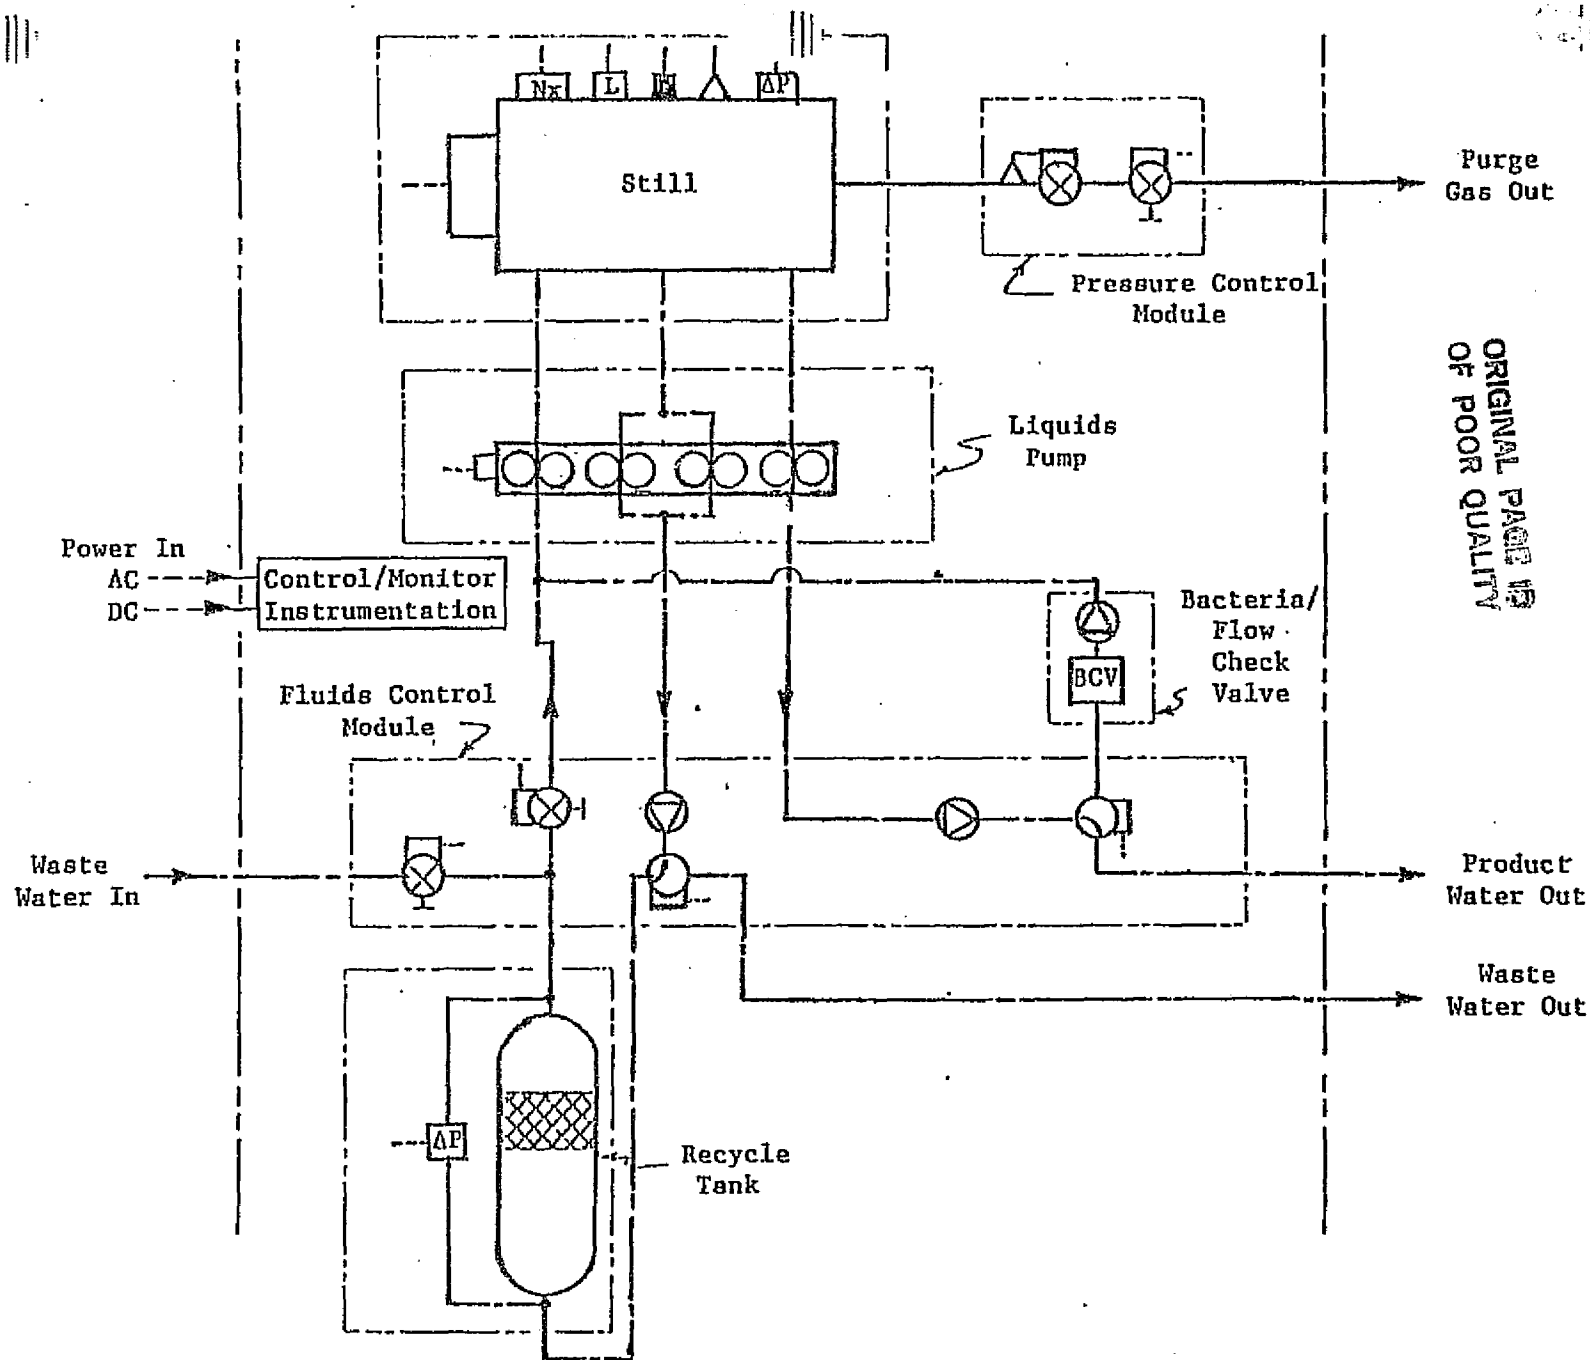 Nx
L
ΔP
Still
Purge
Gas Out
Pressure Control
Module
ORIGINAL PAGE IS
OF POOR QUALITY
Liquids
Pump
Power In
AC
DC
Control/Monitor
Instrumentation
Bacteria/
Flow
Check
Valve
BCV
Fluids Control
Module
Waste
Water In
Product
Water Out
Waste
Water Out
ΔP
Recycle
Tank